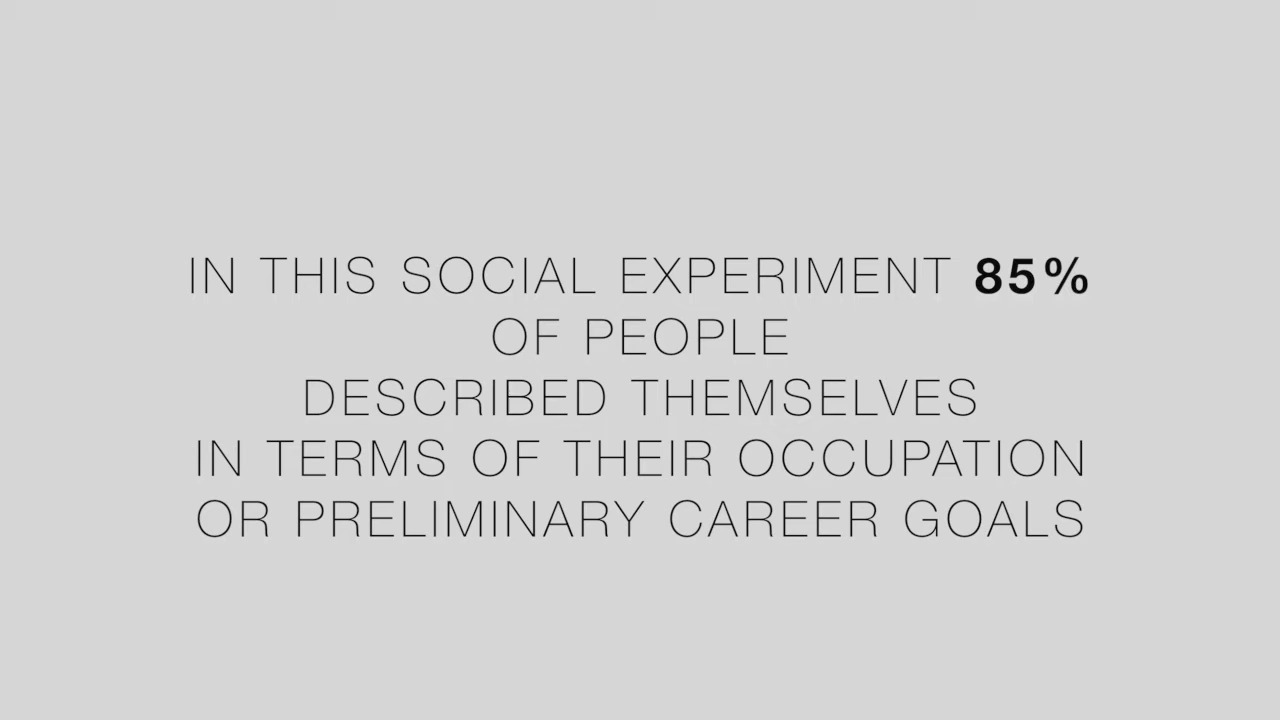 IN THIS SOCIAL EXPERIMENT 85%
OF PEOPLE
DESCRIBED THEMSELVES
IN TERMS OF THEIR OCCUPATION
OR PRELIMINARY CAREER GOALS